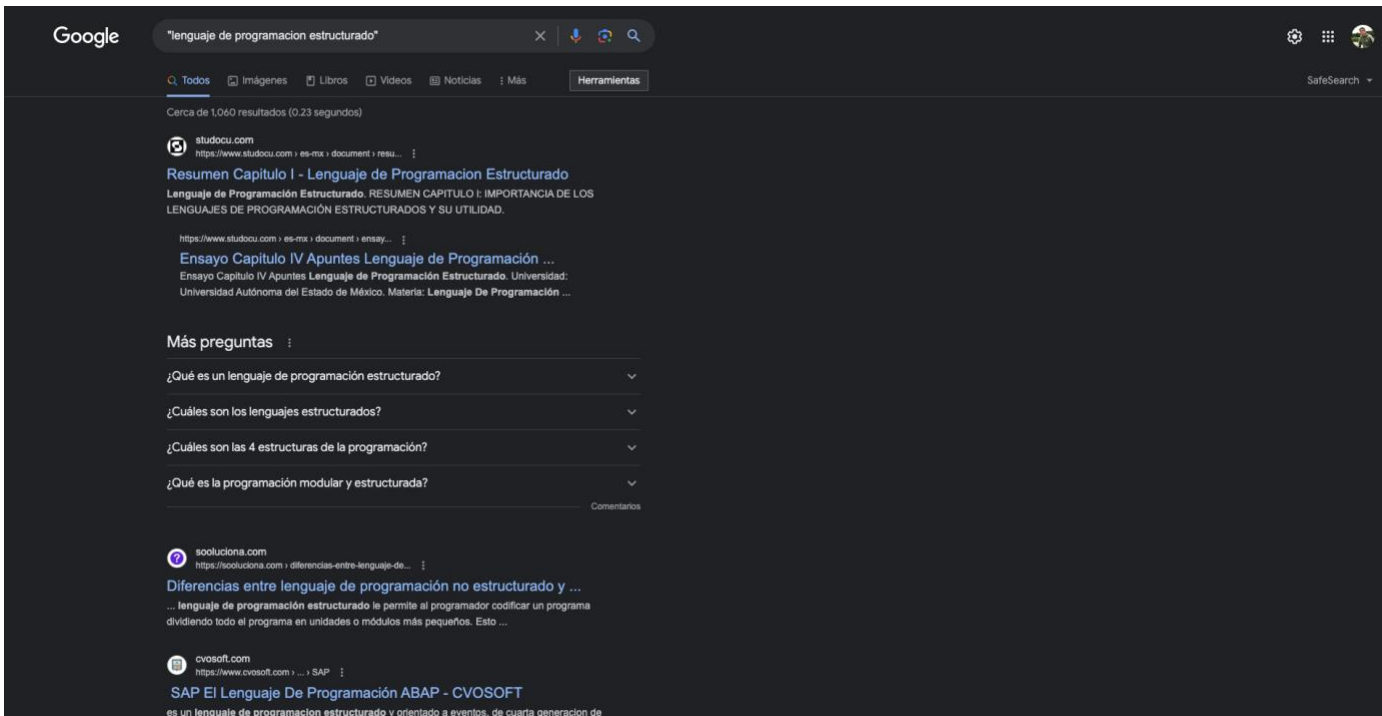 Google
"lenguaje de programacion estructurado"
Todos Imágenes Libros Videos Noticias Más Herramientas SafeSearch
Cerca de 1,060 resultados (0.23 segundos)
studocu.com
https://www.studocu.com › es-mx › document › resu...
Resumen Capitulo I - Lenguaje de Programacion Estructurado
Lenguaje de Programación Estructurado. RESUMEN CAPITULO I: IMPORTANCIA DE LOS
LENGUAJES DE PROGRAMACIÓN ESTRUCTURADOS Y SU UTILIDAD.
https://www.studocu.com › es-mx › document › ensay...
Ensayo Capitulo IV Apuntes Lenguaje de Programación ...
Ensayo Capitulo IV Apuntes Lenguaje de Programación Estructurado. Universidad:
Universidad Autónoma del Estado de México. Materia: Lenguaje De Programación ...
Más preguntas
¿Qué es un lenguaje de programación estructurado?
¿Cuáles son los lenguajes estructurados?
¿Cuáles son las 4 estructuras de la programación?
¿Qué es la programación modular y estructurada?
Comentarios
sooluciona.com
https://sooluciona.com › diferencias-entre-lenguaje-de...
Diferencias entre lenguaje de programación no estructurado y ...
... lenguaje de programación estructurado le permite al programador codificar un programa
dividiendo todo el programa en unidades o módulos más pequeños. Esto ...
cvosoft.com
https://www.cvosoft.com › ... › SAP
SAP El Lenguaje De Programación ABAP - CVOSOFT
es un lenguaje de programacion estructurado y orientado a eventos, de cuarta generacion de